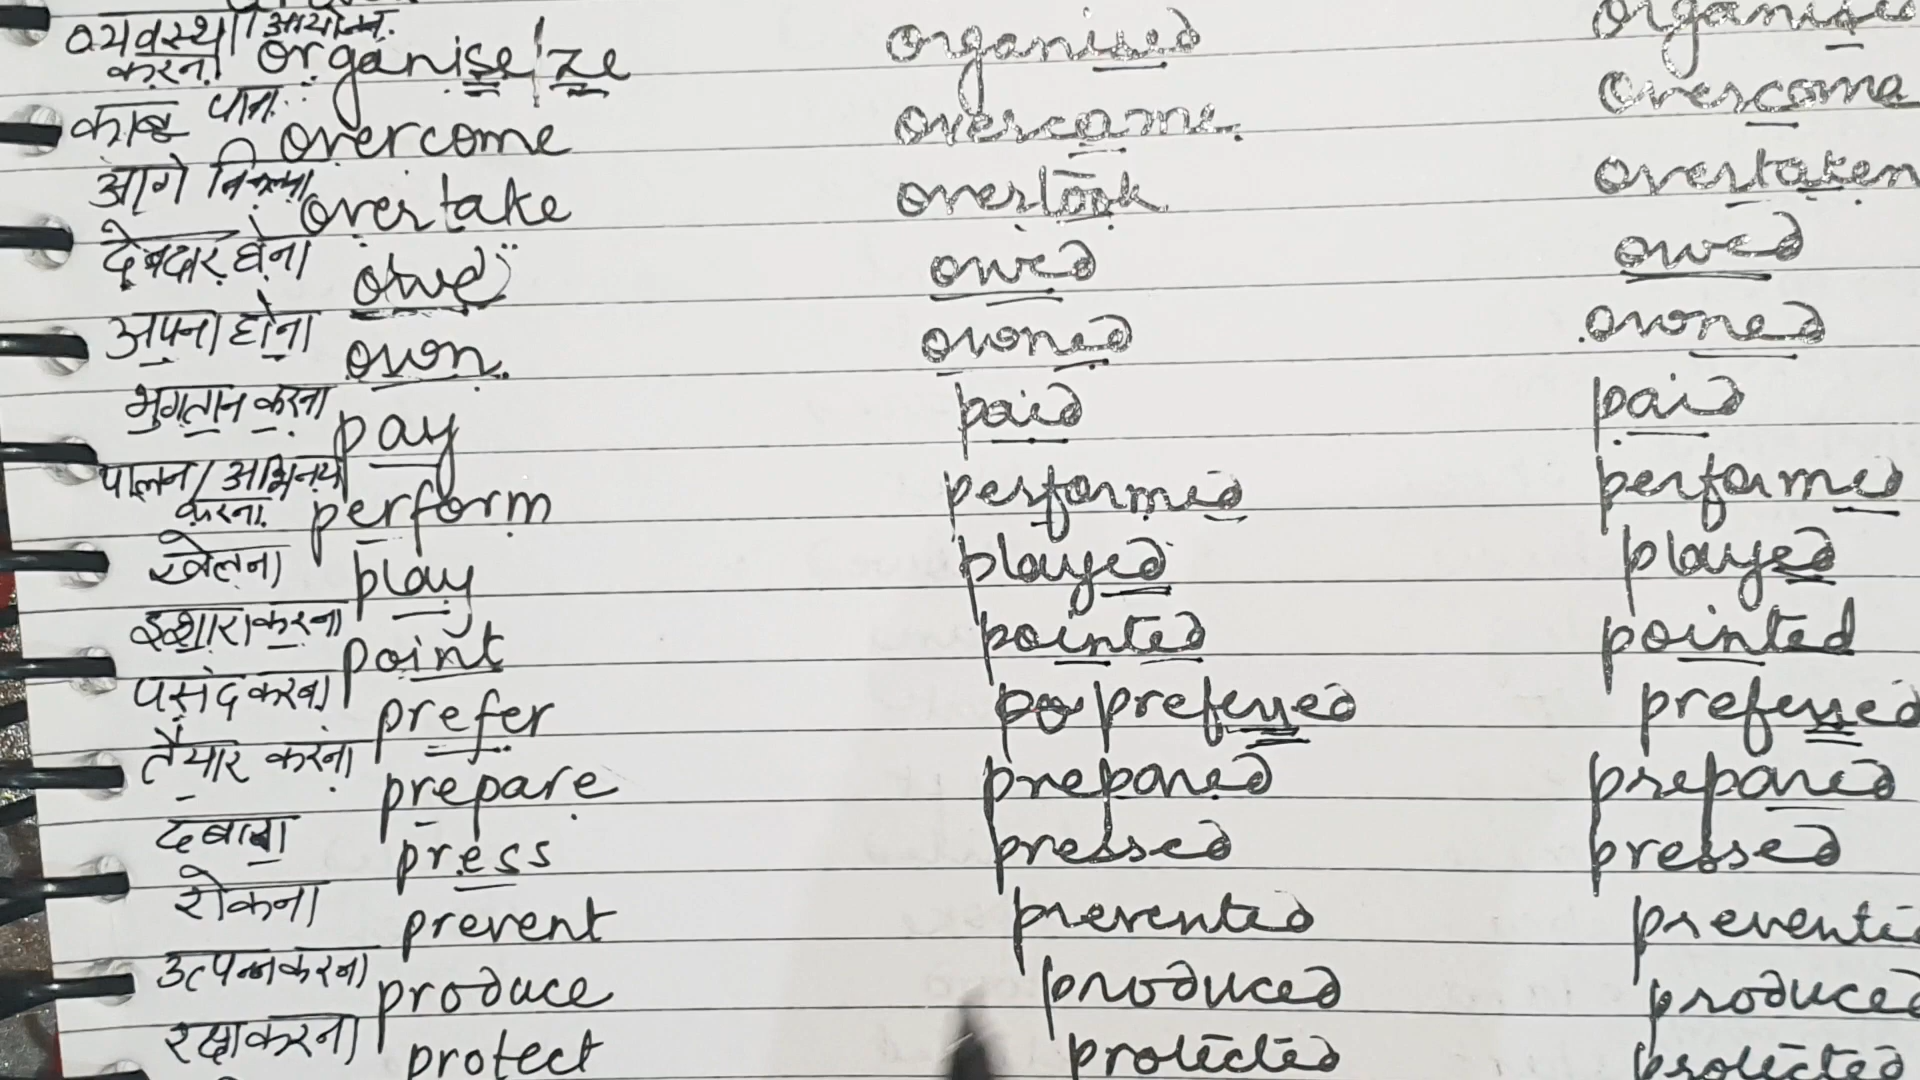 व्यवस्था / आयोजन करना organise/ze organised organised
काबू पाना overcome overcame overcome
आगे निकलना overtake overtook overtaken
देनदार होना owe owed owed
अपना होना own owned owned
भुगतान करना pay paid paid
पालन / अभिनय करना perform performed performed
खेलना play played played
इशारा करना point pointed pointed
पसंद करना prefer preferred preferred
तैयार करना prepare prepared prepared
दबाना press pressed pressed
रोकना prevent prevented prevented
उत्पन्न करना produce produced produced
रक्षा करना protect protected protected